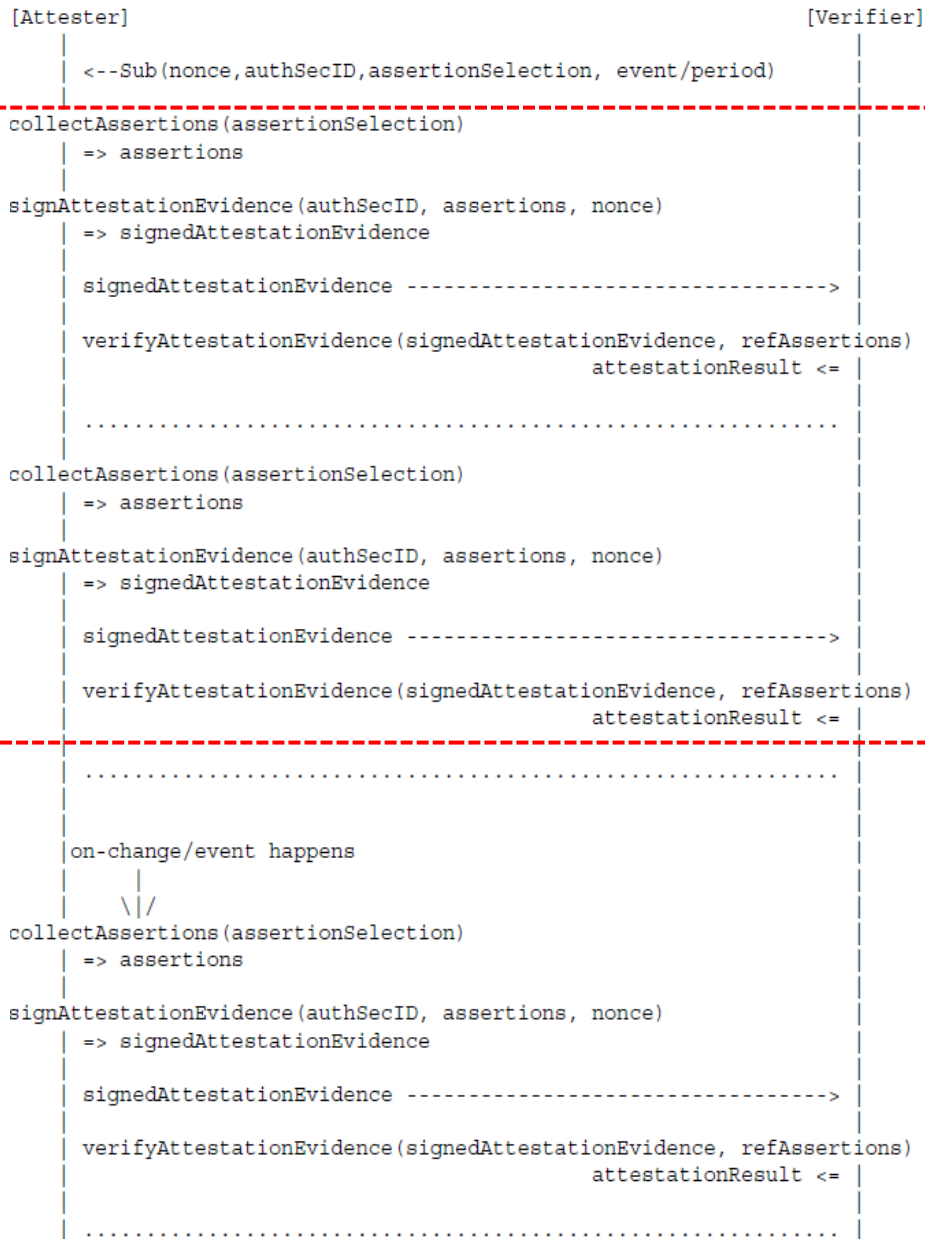 [Attester] [Verifier]
<--Sub(nonce,authSecID,assertionSelection, event/period)
collectAssertions(assertionSelection)
=> assertions
signAttestationEvidence(authSecID, assertions, nonce)
=> signedAttestationEvidence
signedAttestationEvidence ---------------------------------->
verifyAttestationEvidence(signedAttestationEvidence, refAssertions)
attestationResult <=
.............................................................
collectAssertions(assertionSelection)
=> assertions
signAttestationEvidence(authSecID, assertions, nonce)
=> signedAttestationEvidence
signedAttestationEvidence ---------------------------------->
verifyAttestationEvidence(signedAttestationEvidence, refAssertions)
attestationResult <=
.............................................................
on-change/event happens
\|/
collectAssertions(assertionSelection)
=> assertions
signAttestationEvidence(authSecID, assertions, nonce)
=> signedAttestationEvidence
signedAttestationEvidence ---------------------------------->
verifyAttestationEvidence(signedAttestationEvidence, refAssertions)
attestationResult <=
.............................................................